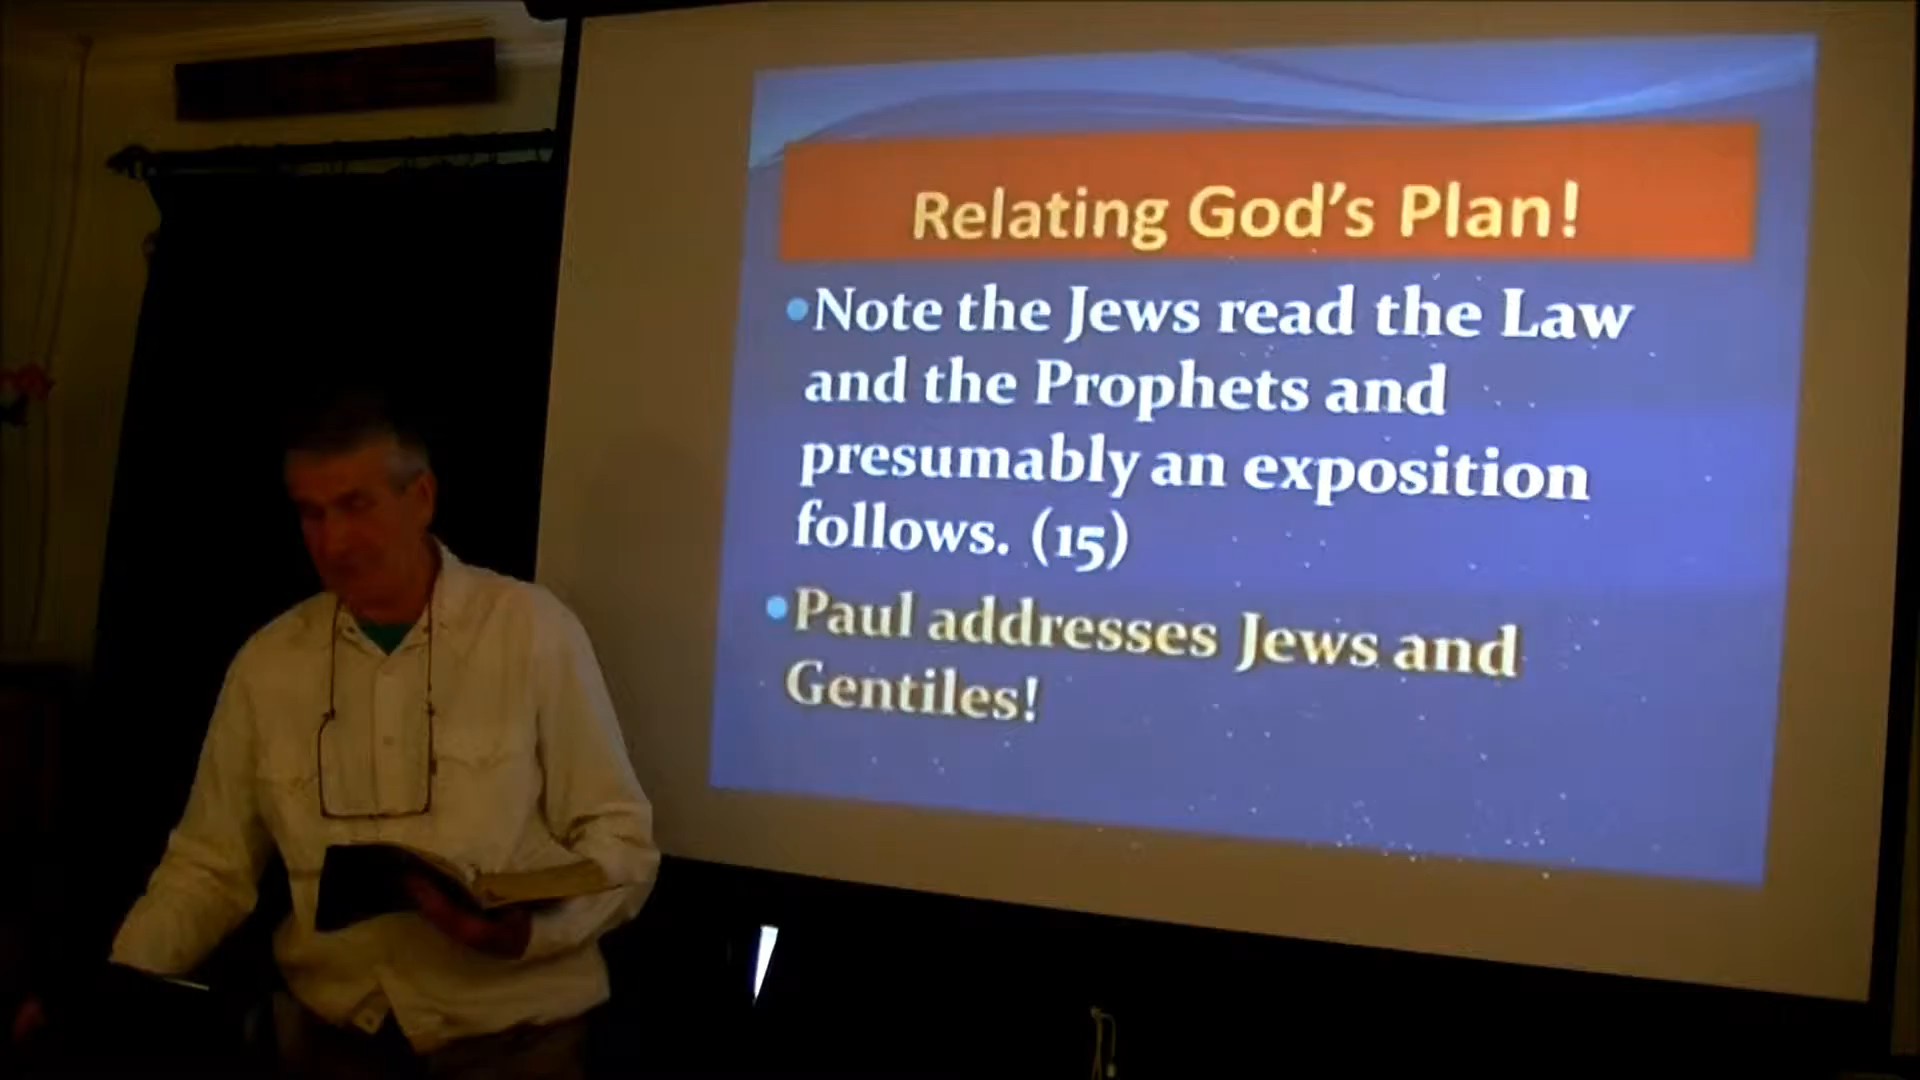 Relating God's Plan!
•Note the Jews read the Law
and the Prophets and
presumably an exposition
follows. (15)
•Paul addresses Jews and
Gentiles!